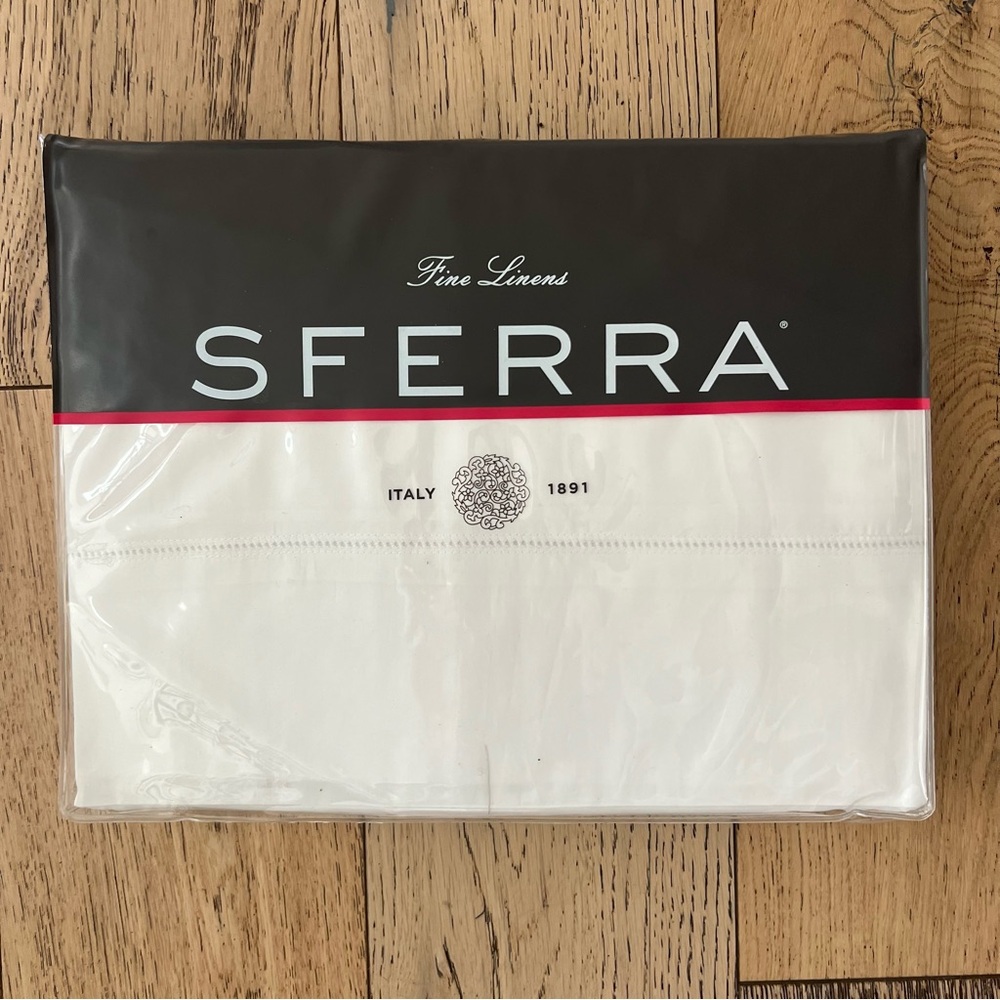 Fine Linens
SFERRA®
ITALY 1891